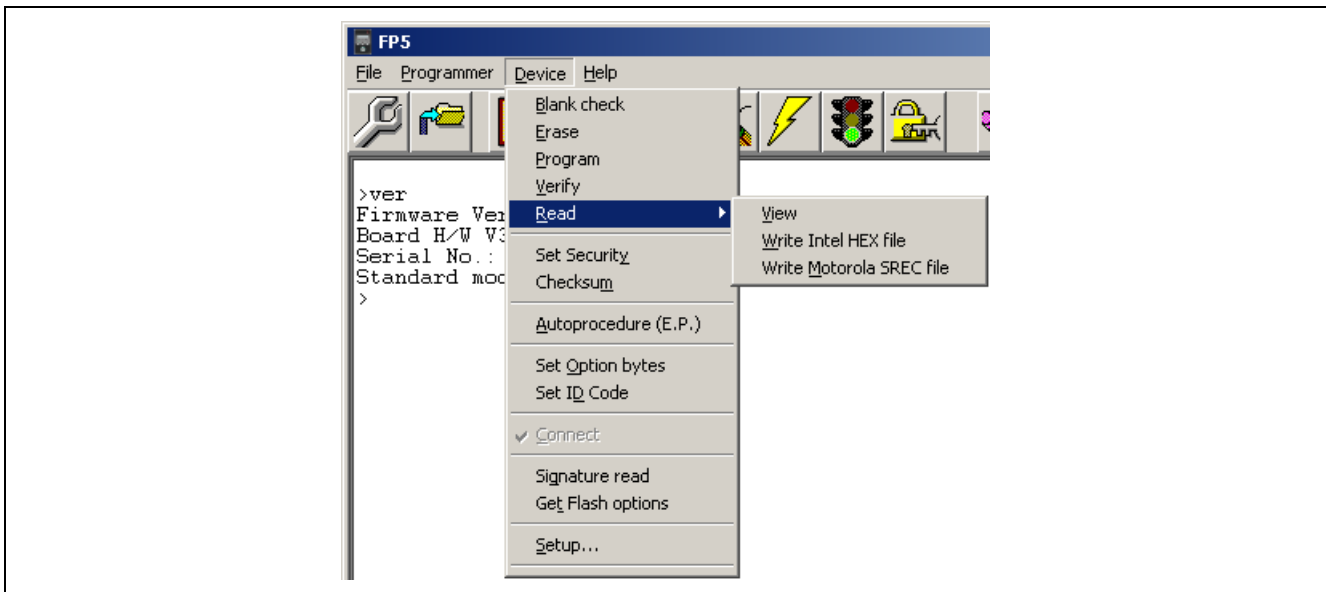 FP5
File Programmer Device Help
>ver
Firmware Ver
Board H/W V3
Serial No.:
Standard mod
>
Blank check
Erase
Program
Verify
Read
Set Security
Checksum
Autoprocedure (E.P.)
Set Option bytes
Set ID Code
Connect
Signature read
Get Flash options
Setup...
View
Write Intel HEX file
Write Motorola SREC file